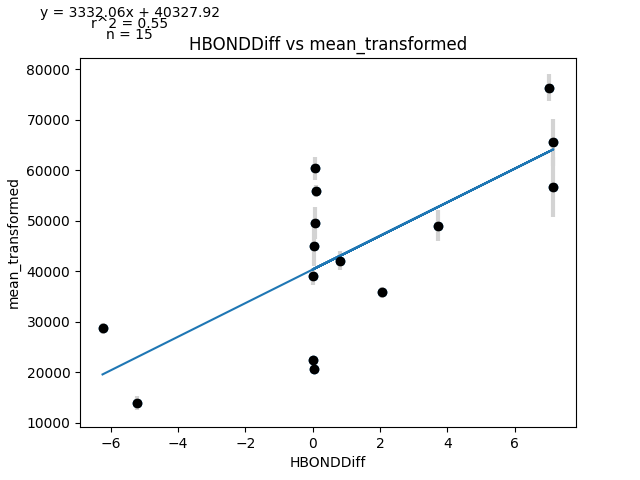 y = 3332.06x + 40327.92
r^2 = 0.55
n = 15
HBONDDiff vs mean_transformed
80000
70000
60000
50000
40000
30000
20000
10000
mean_transformed
−6 −4 −2 0 2 4 6
HBONDDiff